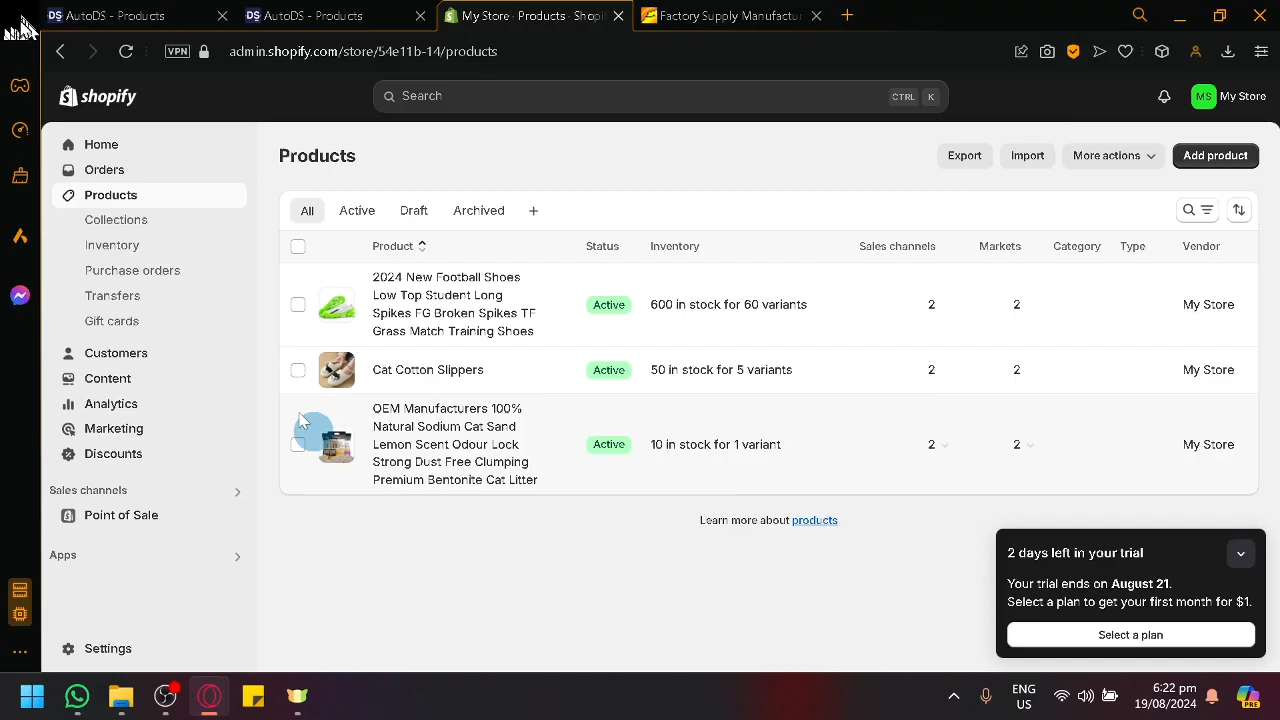 AutoDS - Products
AutoDS - Products
My Store · Products · Shopif
Factory Supply Manufactur
VPN
admin.shopify.com/store/54e11b-14/products
shopify
Search
CTRL K
MS My Store
Home
Orders
Products
Collections
Inventory
Purchase orders
Transfers
Gift cards
Customers
Content
Analytics
Marketing
Discounts
Sales channels
Point of Sale
Apps
Settings
Products
Export
Import
More actions
Add product
All
Active
Draft
Archived
Product
Status
Inventory
Sales channels
Markets
Category
Type
Vendor
2024 New Football Shoes
Low Top Student Long
Spikes FG Broken Spikes TF
Grass Match Training Shoes
Active
600 in stock for 60 variants
2
2
My Store
Cat Cotton Slippers
Active
50 in stock for 5 variants
2
2
My Store
OEM Manufacturers 100%
Natural Sodium Cat Sand
Lemon Scent Odour Lock
Strong Dust Free Clumping
Premium Bentonite Cat Litter
Active
10 in stock for 1 variant
2
2
My Store
Learn more about products
2 days left in your trial
Your trial ends on August 21.
Select a plan to get your first month for $1.
Select a plan
ENG
US
6:22 pm
19/08/2024
PRE